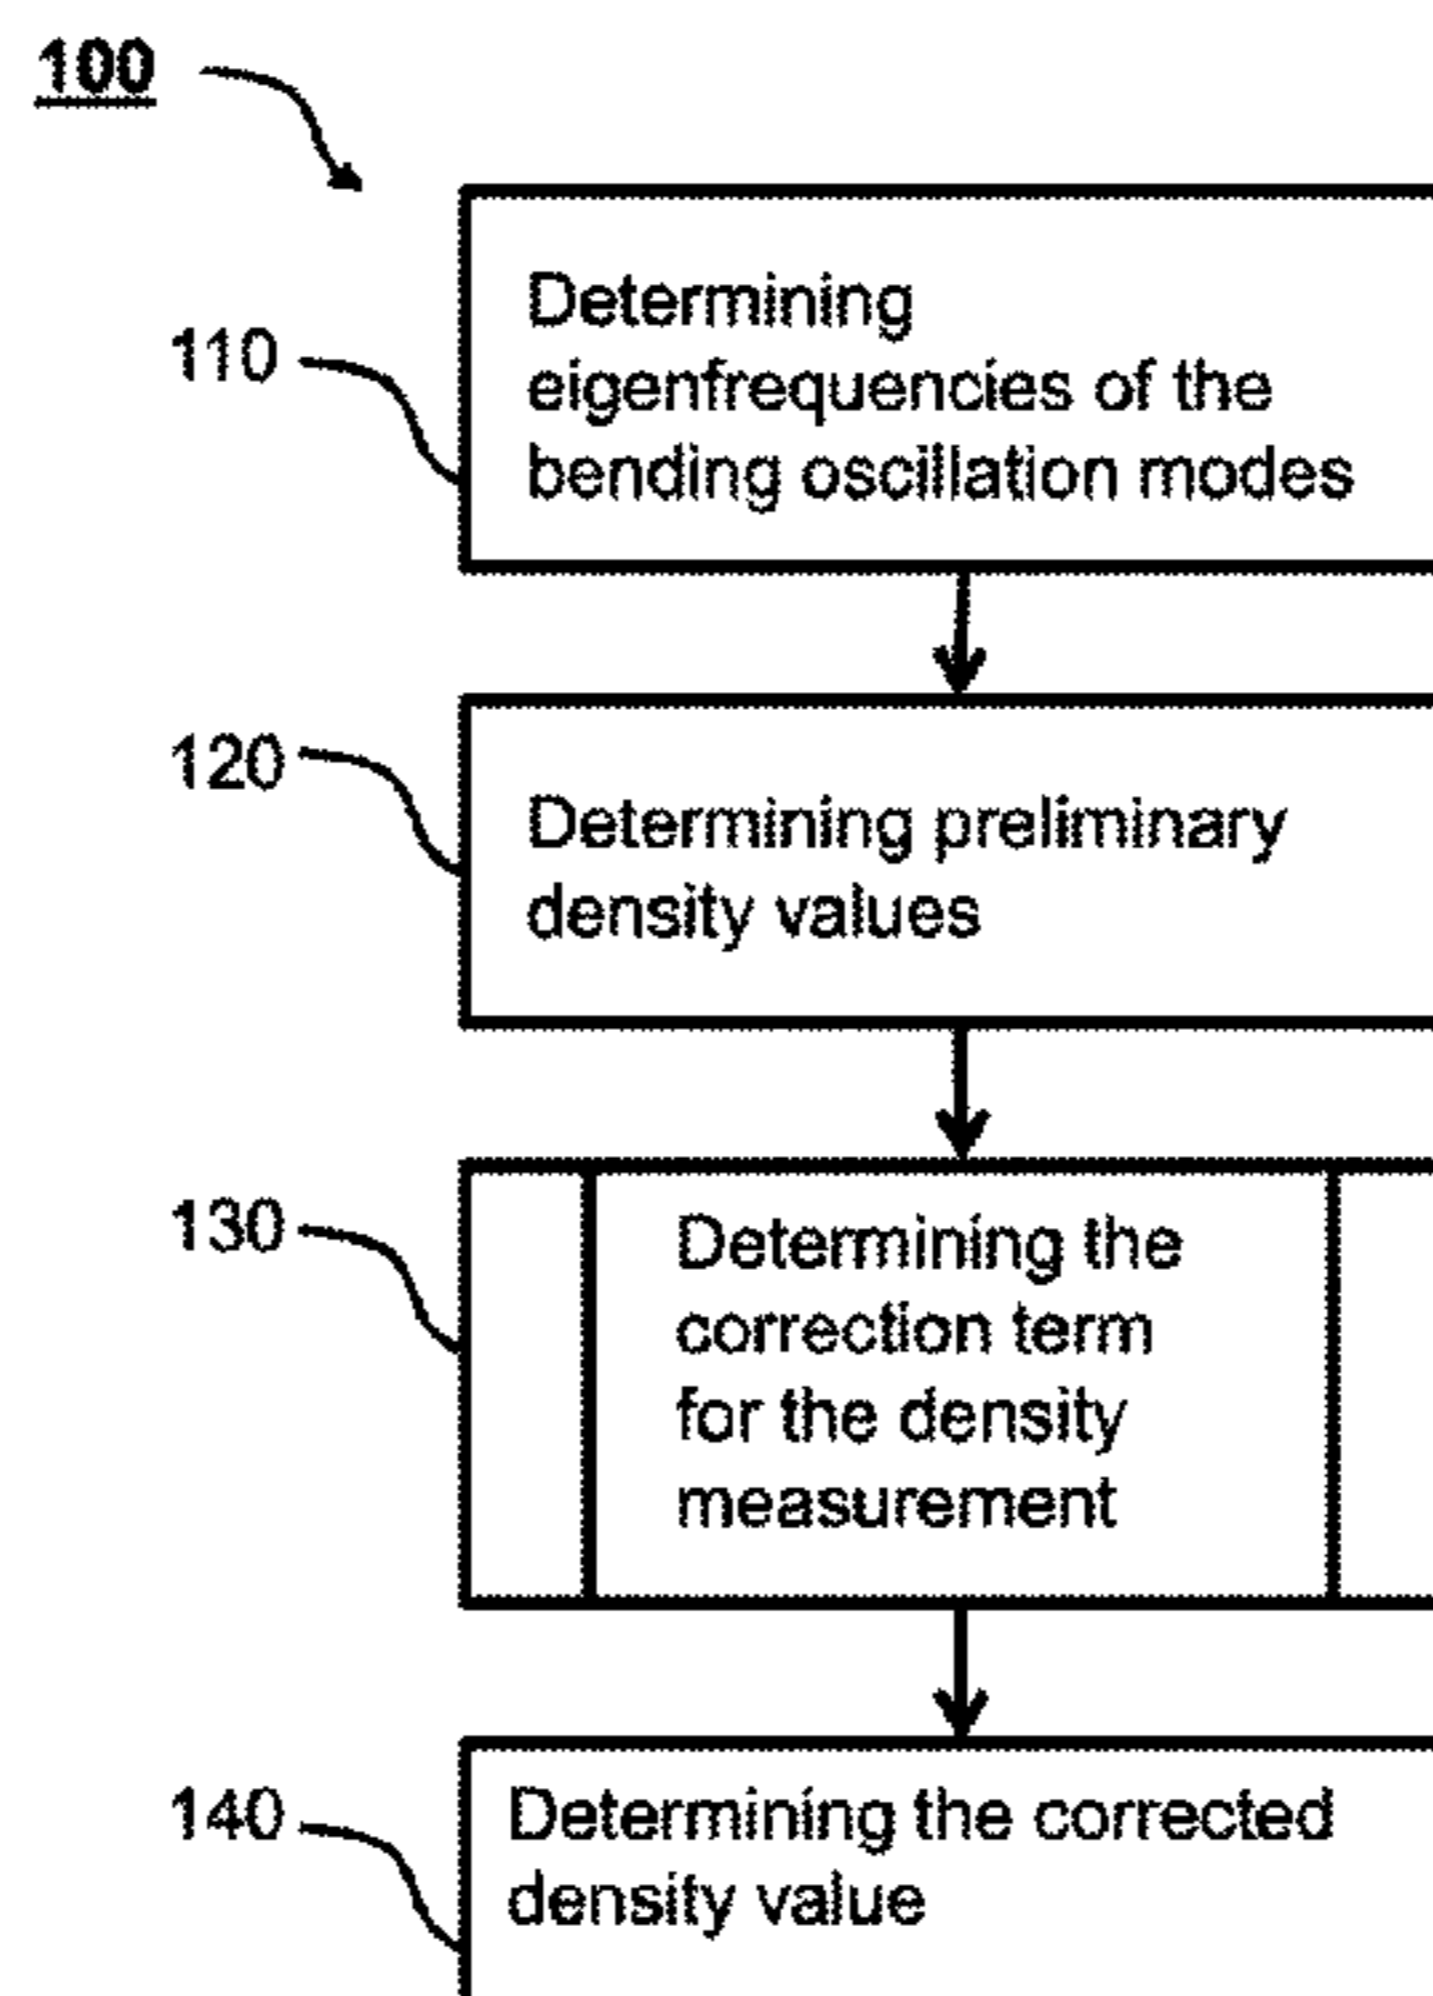 100
110
Determining
eigenfrequencies of the
bending oscillation modes
120
Determining preliminary
density values
130
Determining the
correction term
for the density
measurement
140
Determining the corrected
density value